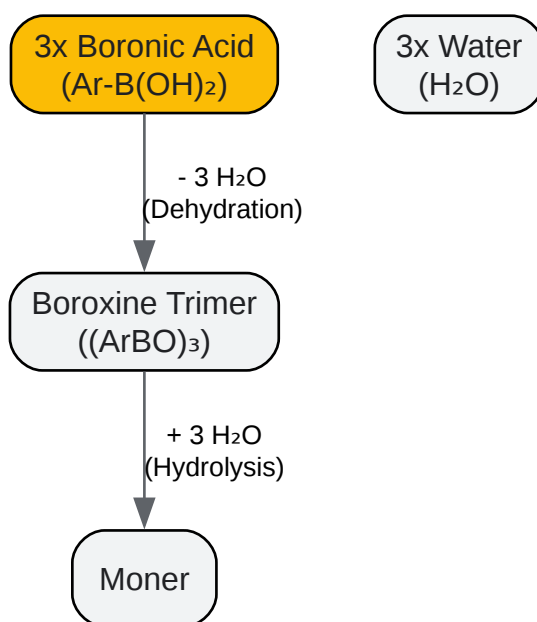 3x Boronic Acid
(Ar-B(OH)₂)
3x Water
(H₂O)
- 3 H₂O
(Dehydration)
Boroxine Trimer
((ArBO)₃)
+ 3 H₂O
(Hydrolysis)
Moner